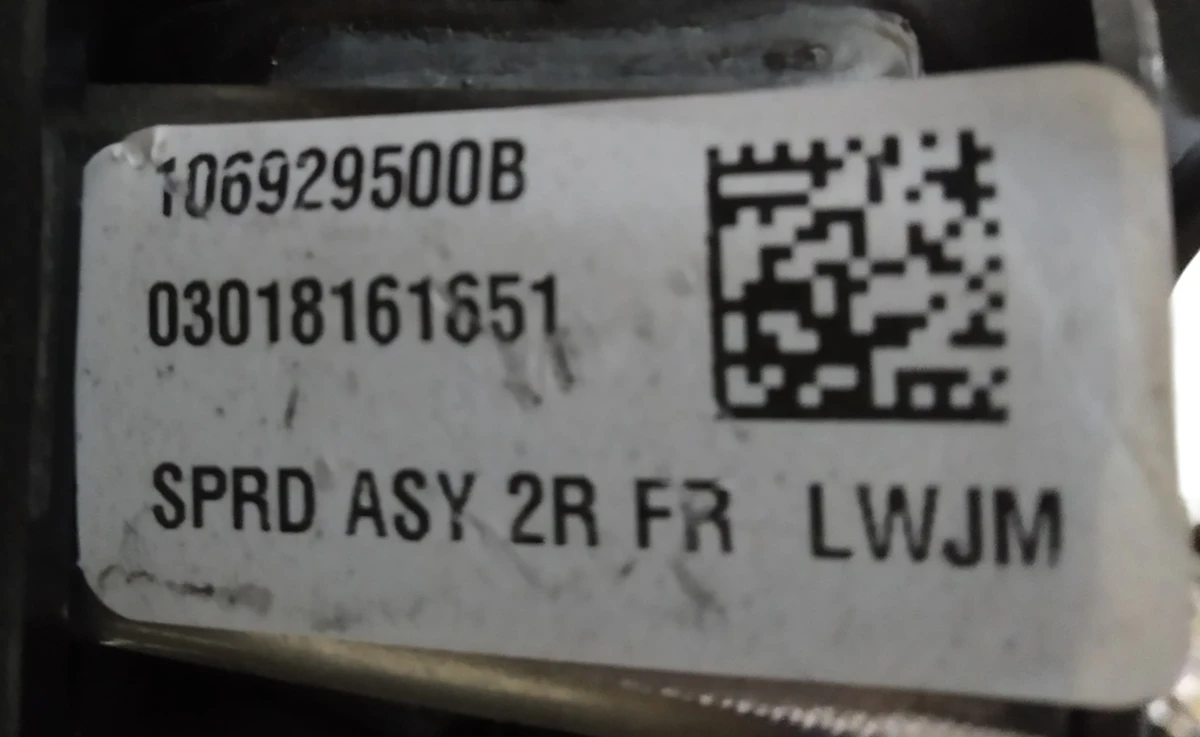 106929500B
03018161651
SPRD ASY 2R FR LWJM